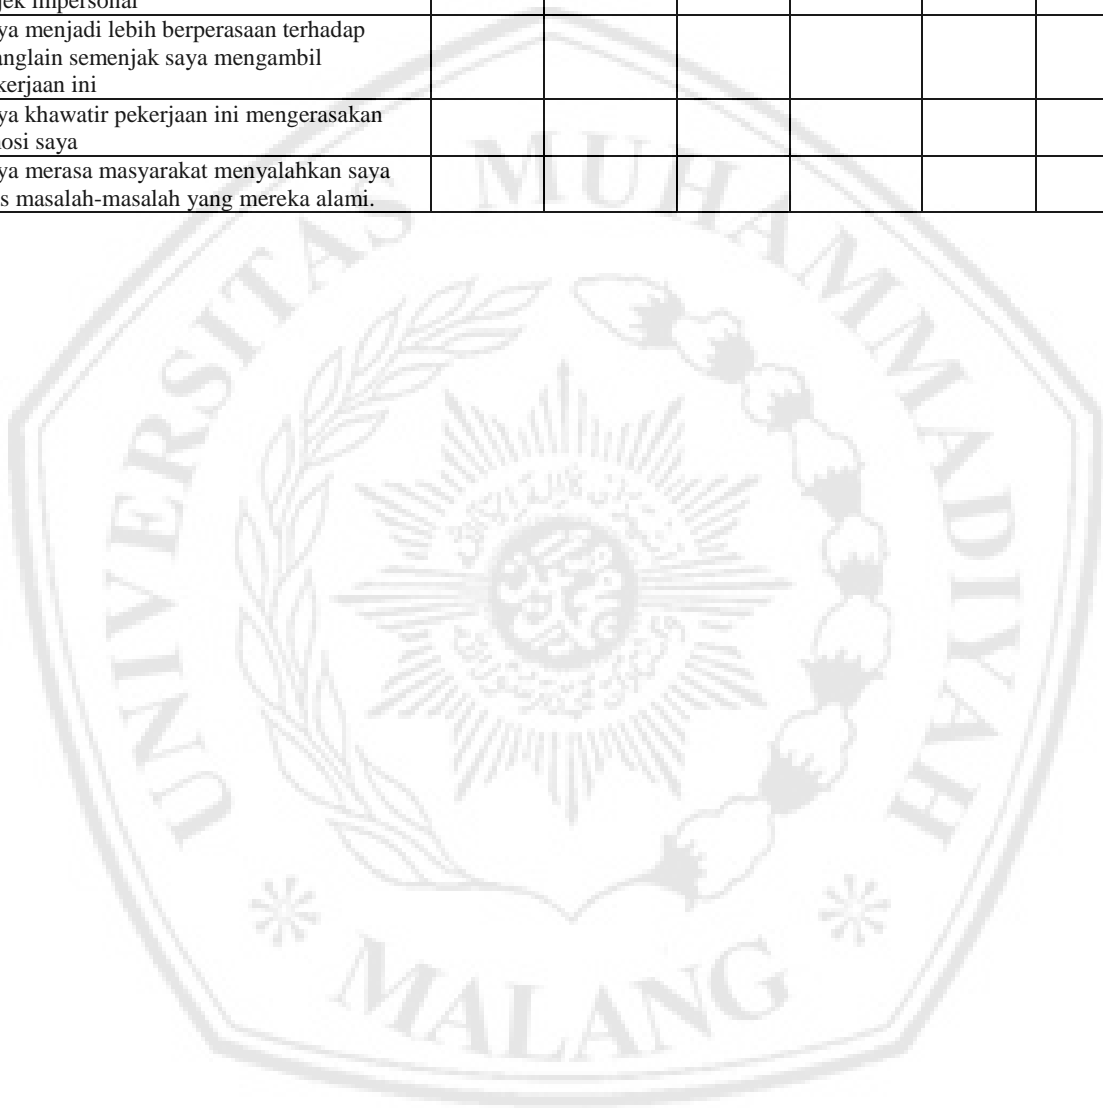 jek impersonal
ya menjadi lebih berperasaan terhadap
anglain semenjak saya mengambil
kerjaan ini
ya khawatir pekerjaan ini mengerasakan
nosi saya
ya merasa masyarakat menyalahkan saya
s masalah-masalah yang mereka alami.
UNIVERSITAS MUHAMMADIYAH
MALANG